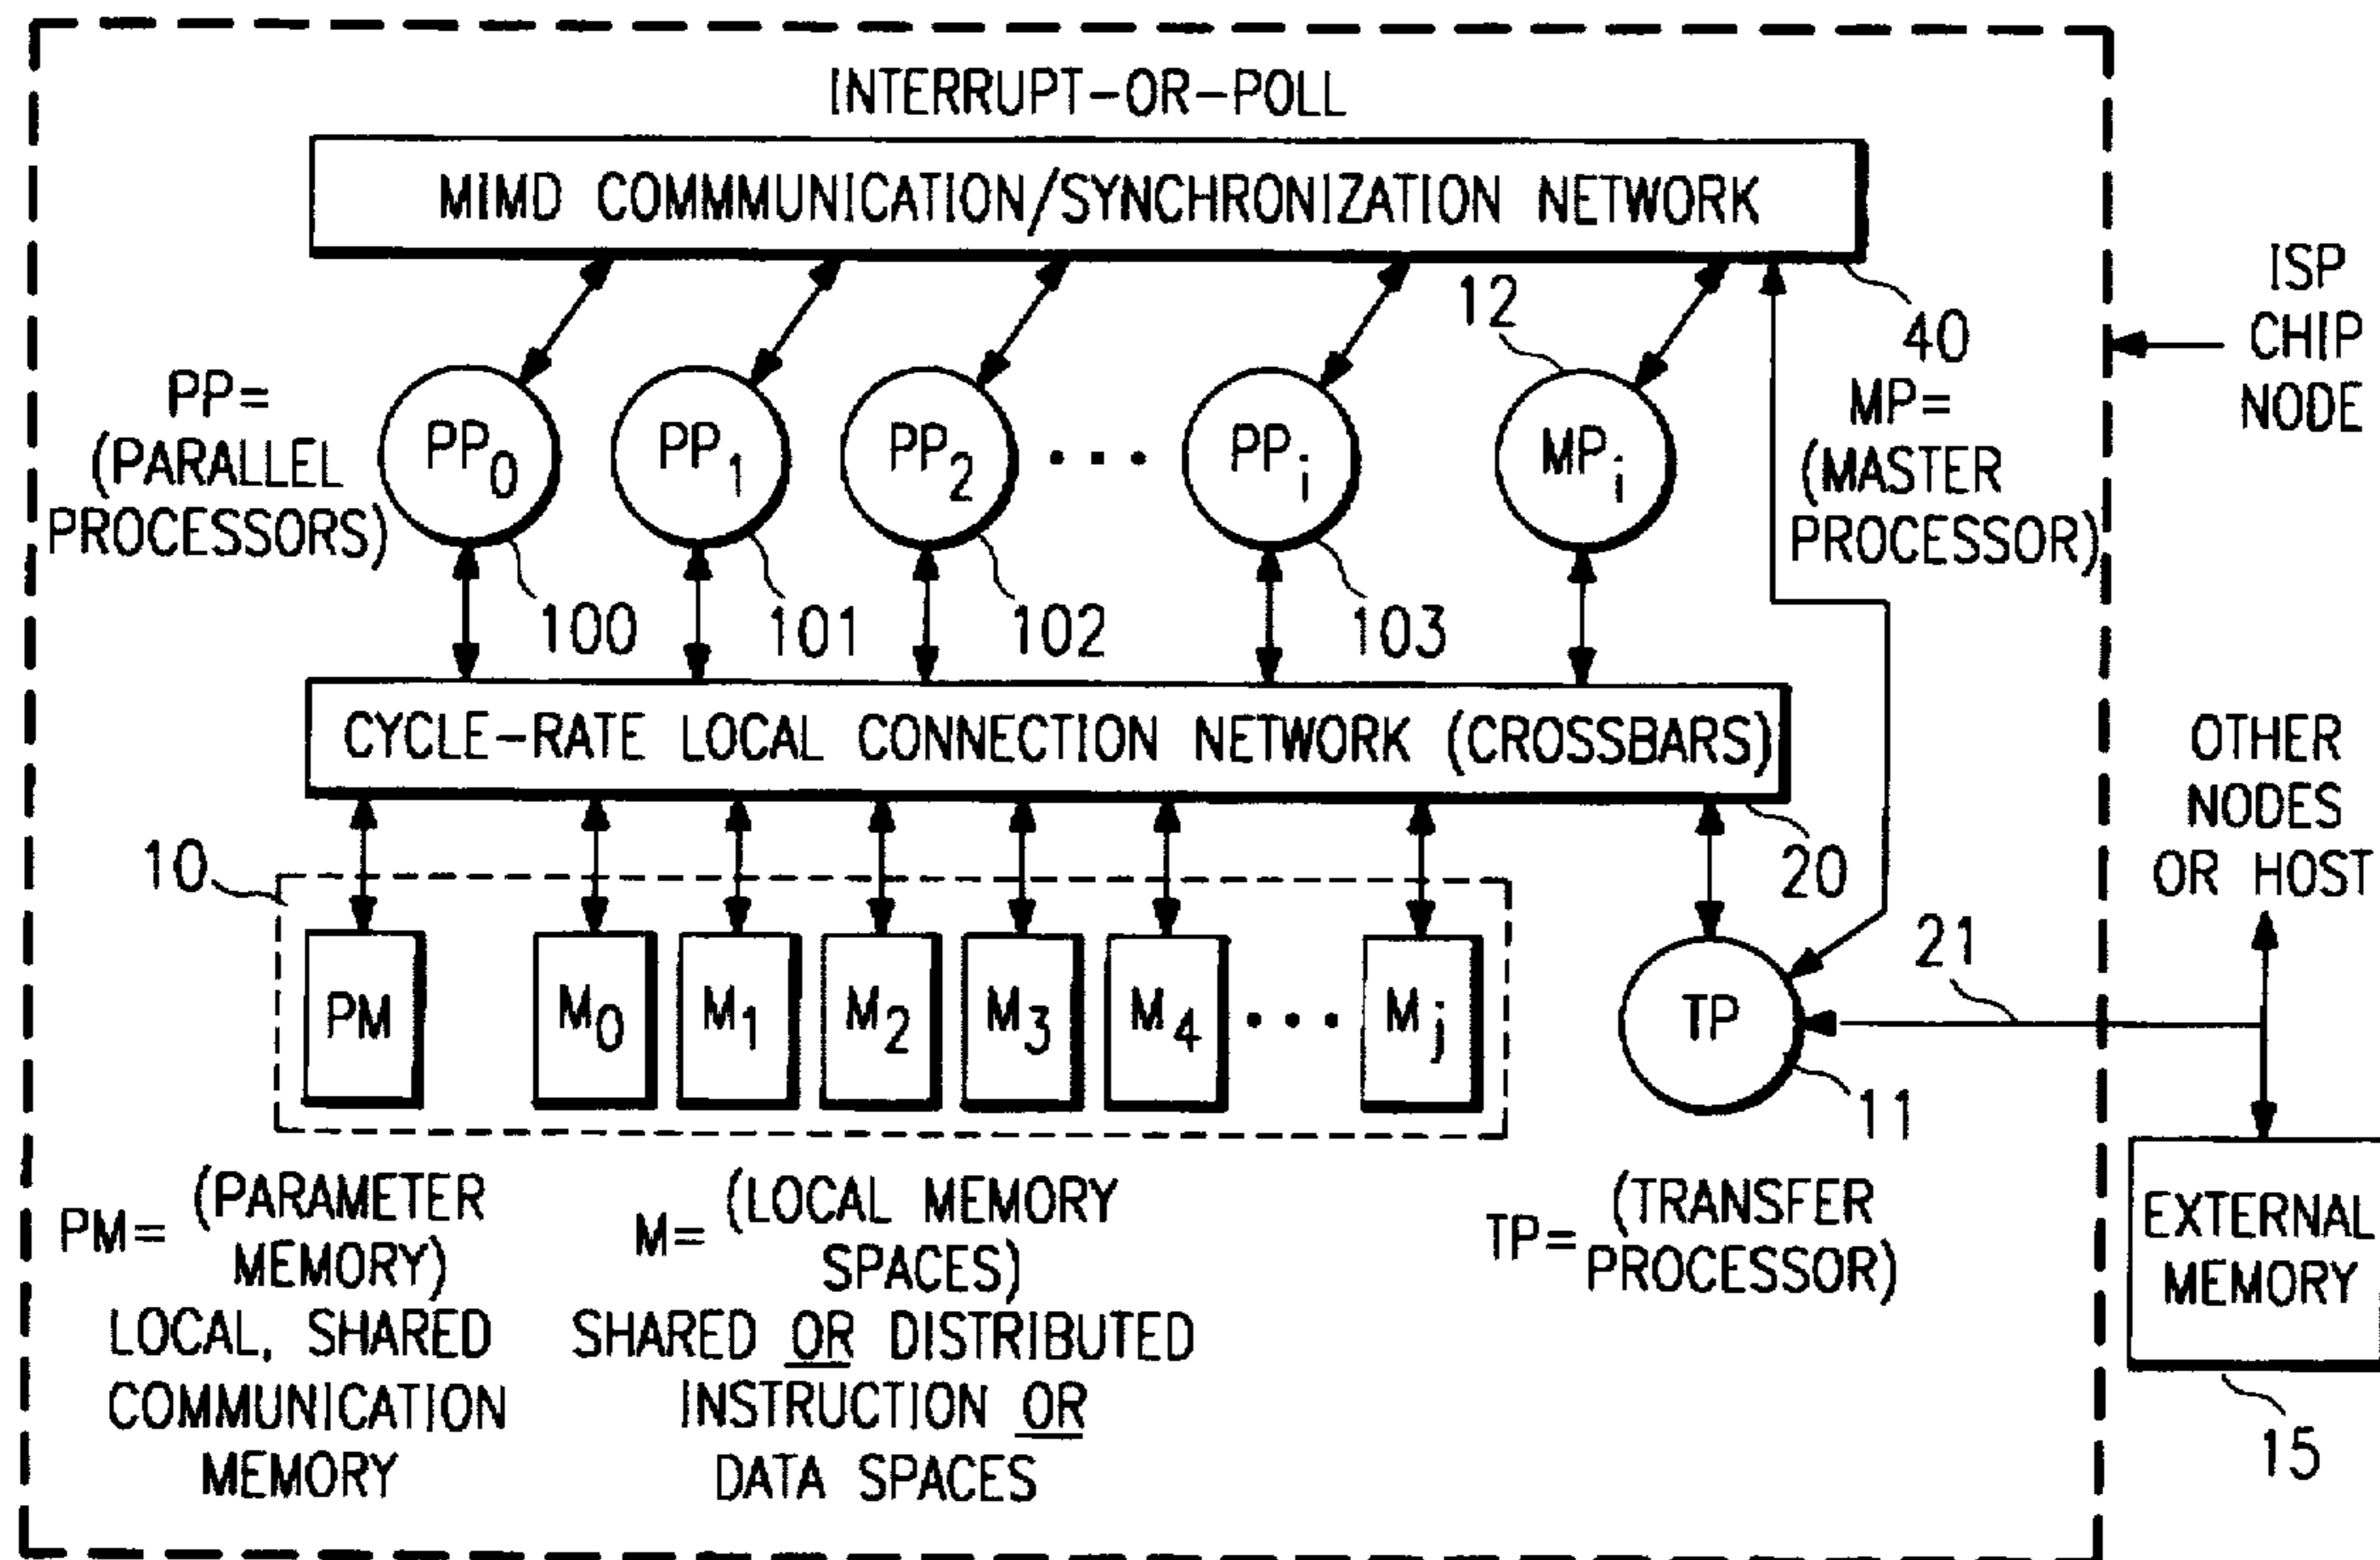 INTERRUPT-OR-POLL
MIMD COMMMUNICATION/SYNCHRONIZATION NETWORK
40
12
ISP
CHIP
NODE
PP=
(PARALLEL
PROCESSORS)
PP0
PP1
PP2
PPi
MPi
MP=
(MASTER
PROCESSOR)
100
101
102
103
CYCLE-RATE LOCAL CONNECTION NETWORK (CROSSBARS)
20
10
PM
M0
M1
M2
M3
M4
Mj
TP
11
21
OTHER
NODES
OR HOST
EXTERNAL
MEMORY
15
PM= (PARAMETER
MEMORY)
LOCAL, SHARED
COMMUNICATION
MEMORY
M= (LOCAL MEMORY
SPACES)
SHARED OR DISTRIBUTED
INSTRUCTION OR
DATA SPACES
TP= (TRANSFER
PROCESSOR)